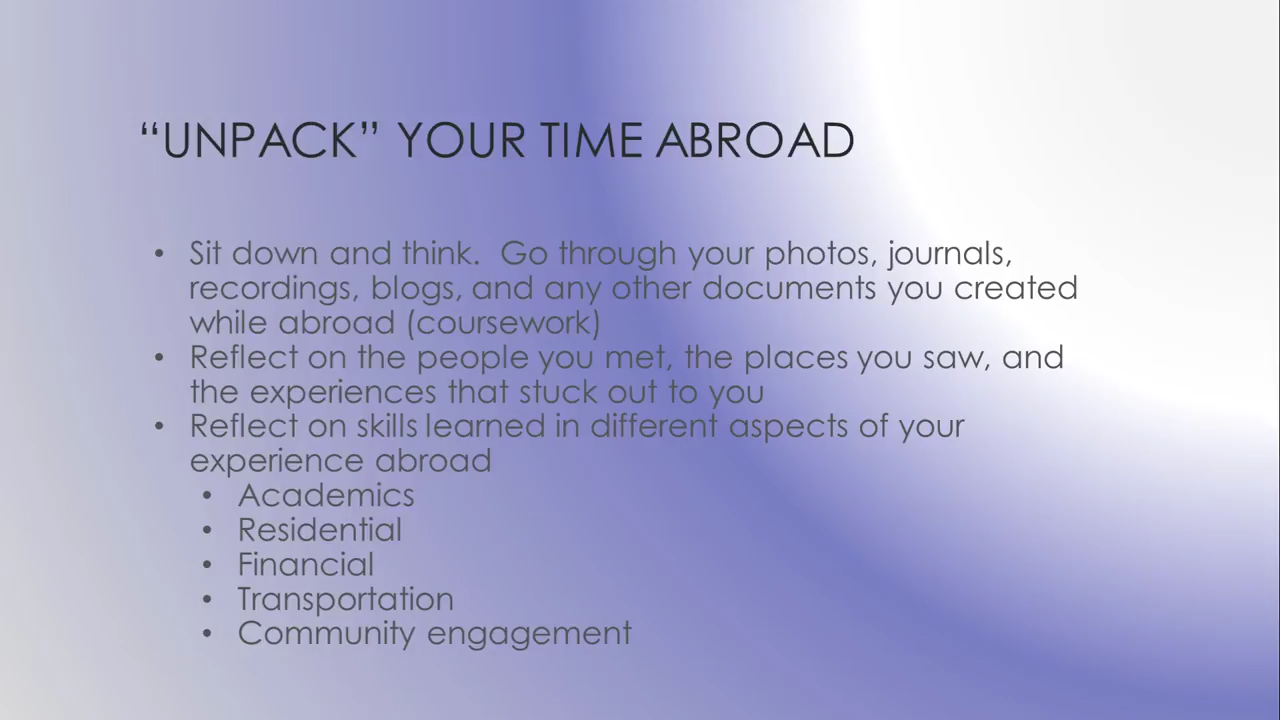 “UNPACK” YOUR TIME ABROAD
• Sit down and think.  Go through your photos, journals,
recordings, blogs, and any other documents you created
while abroad (coursework)
• Reflect on the people you met, the places you saw, and
the experiences that stuck out to you
• Reflect on skills learned in different aspects of your
experience abroad
• Academics
• Residential
• Financial
• Transportation
• Community engagement